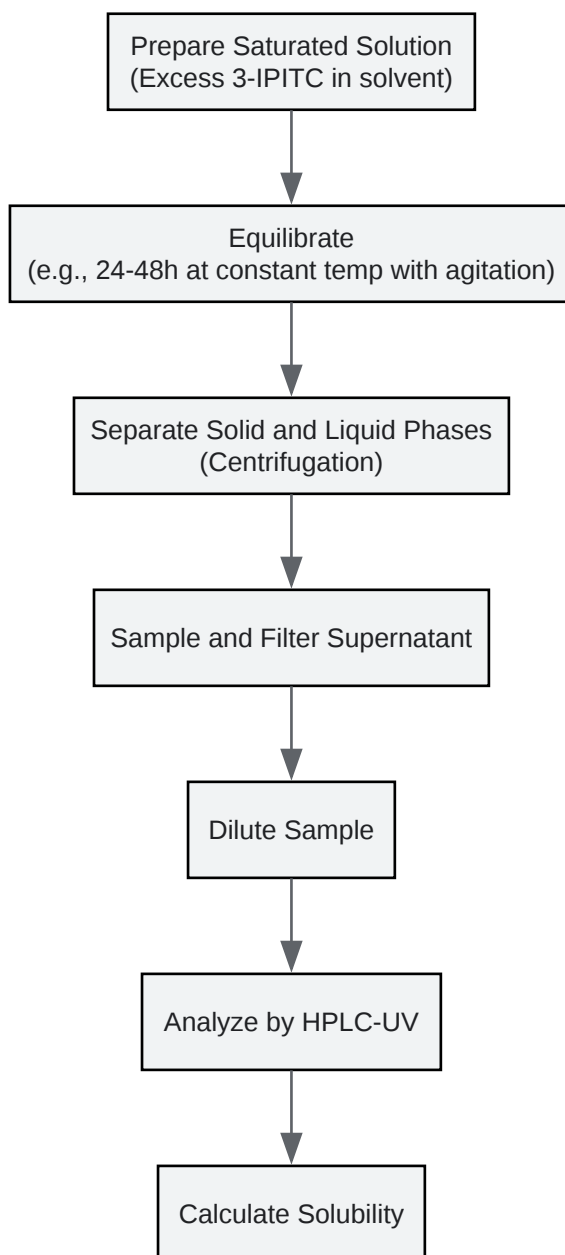 Prepare Saturated Solution
(Excess 3-IPITC in solvent)
Equilibrate
(e.g., 24-48h at constant temp with agitation)
Separate Solid and Liquid Phases
(Centrifugation)
Sample and Filter Supernatant
Dilute Sample
Analyze by HPLC-UV
Calculate Solubility